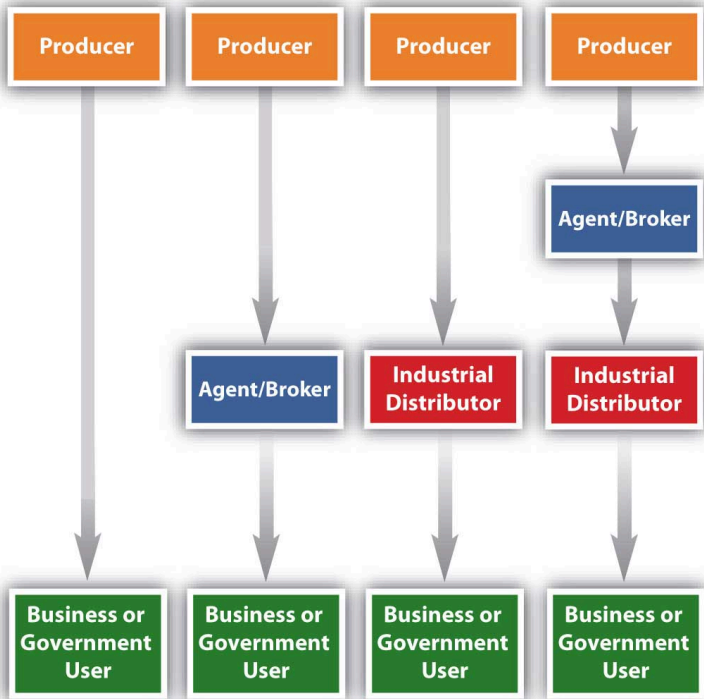 Producer
Producer
Producer
Producer
Agent/Broker
Agent/Broker
Industrial
Distributor
Industrial
Distributor
Business or
Government
User
Business or
Government
User
Business or
Government
User
Business or
Government
User